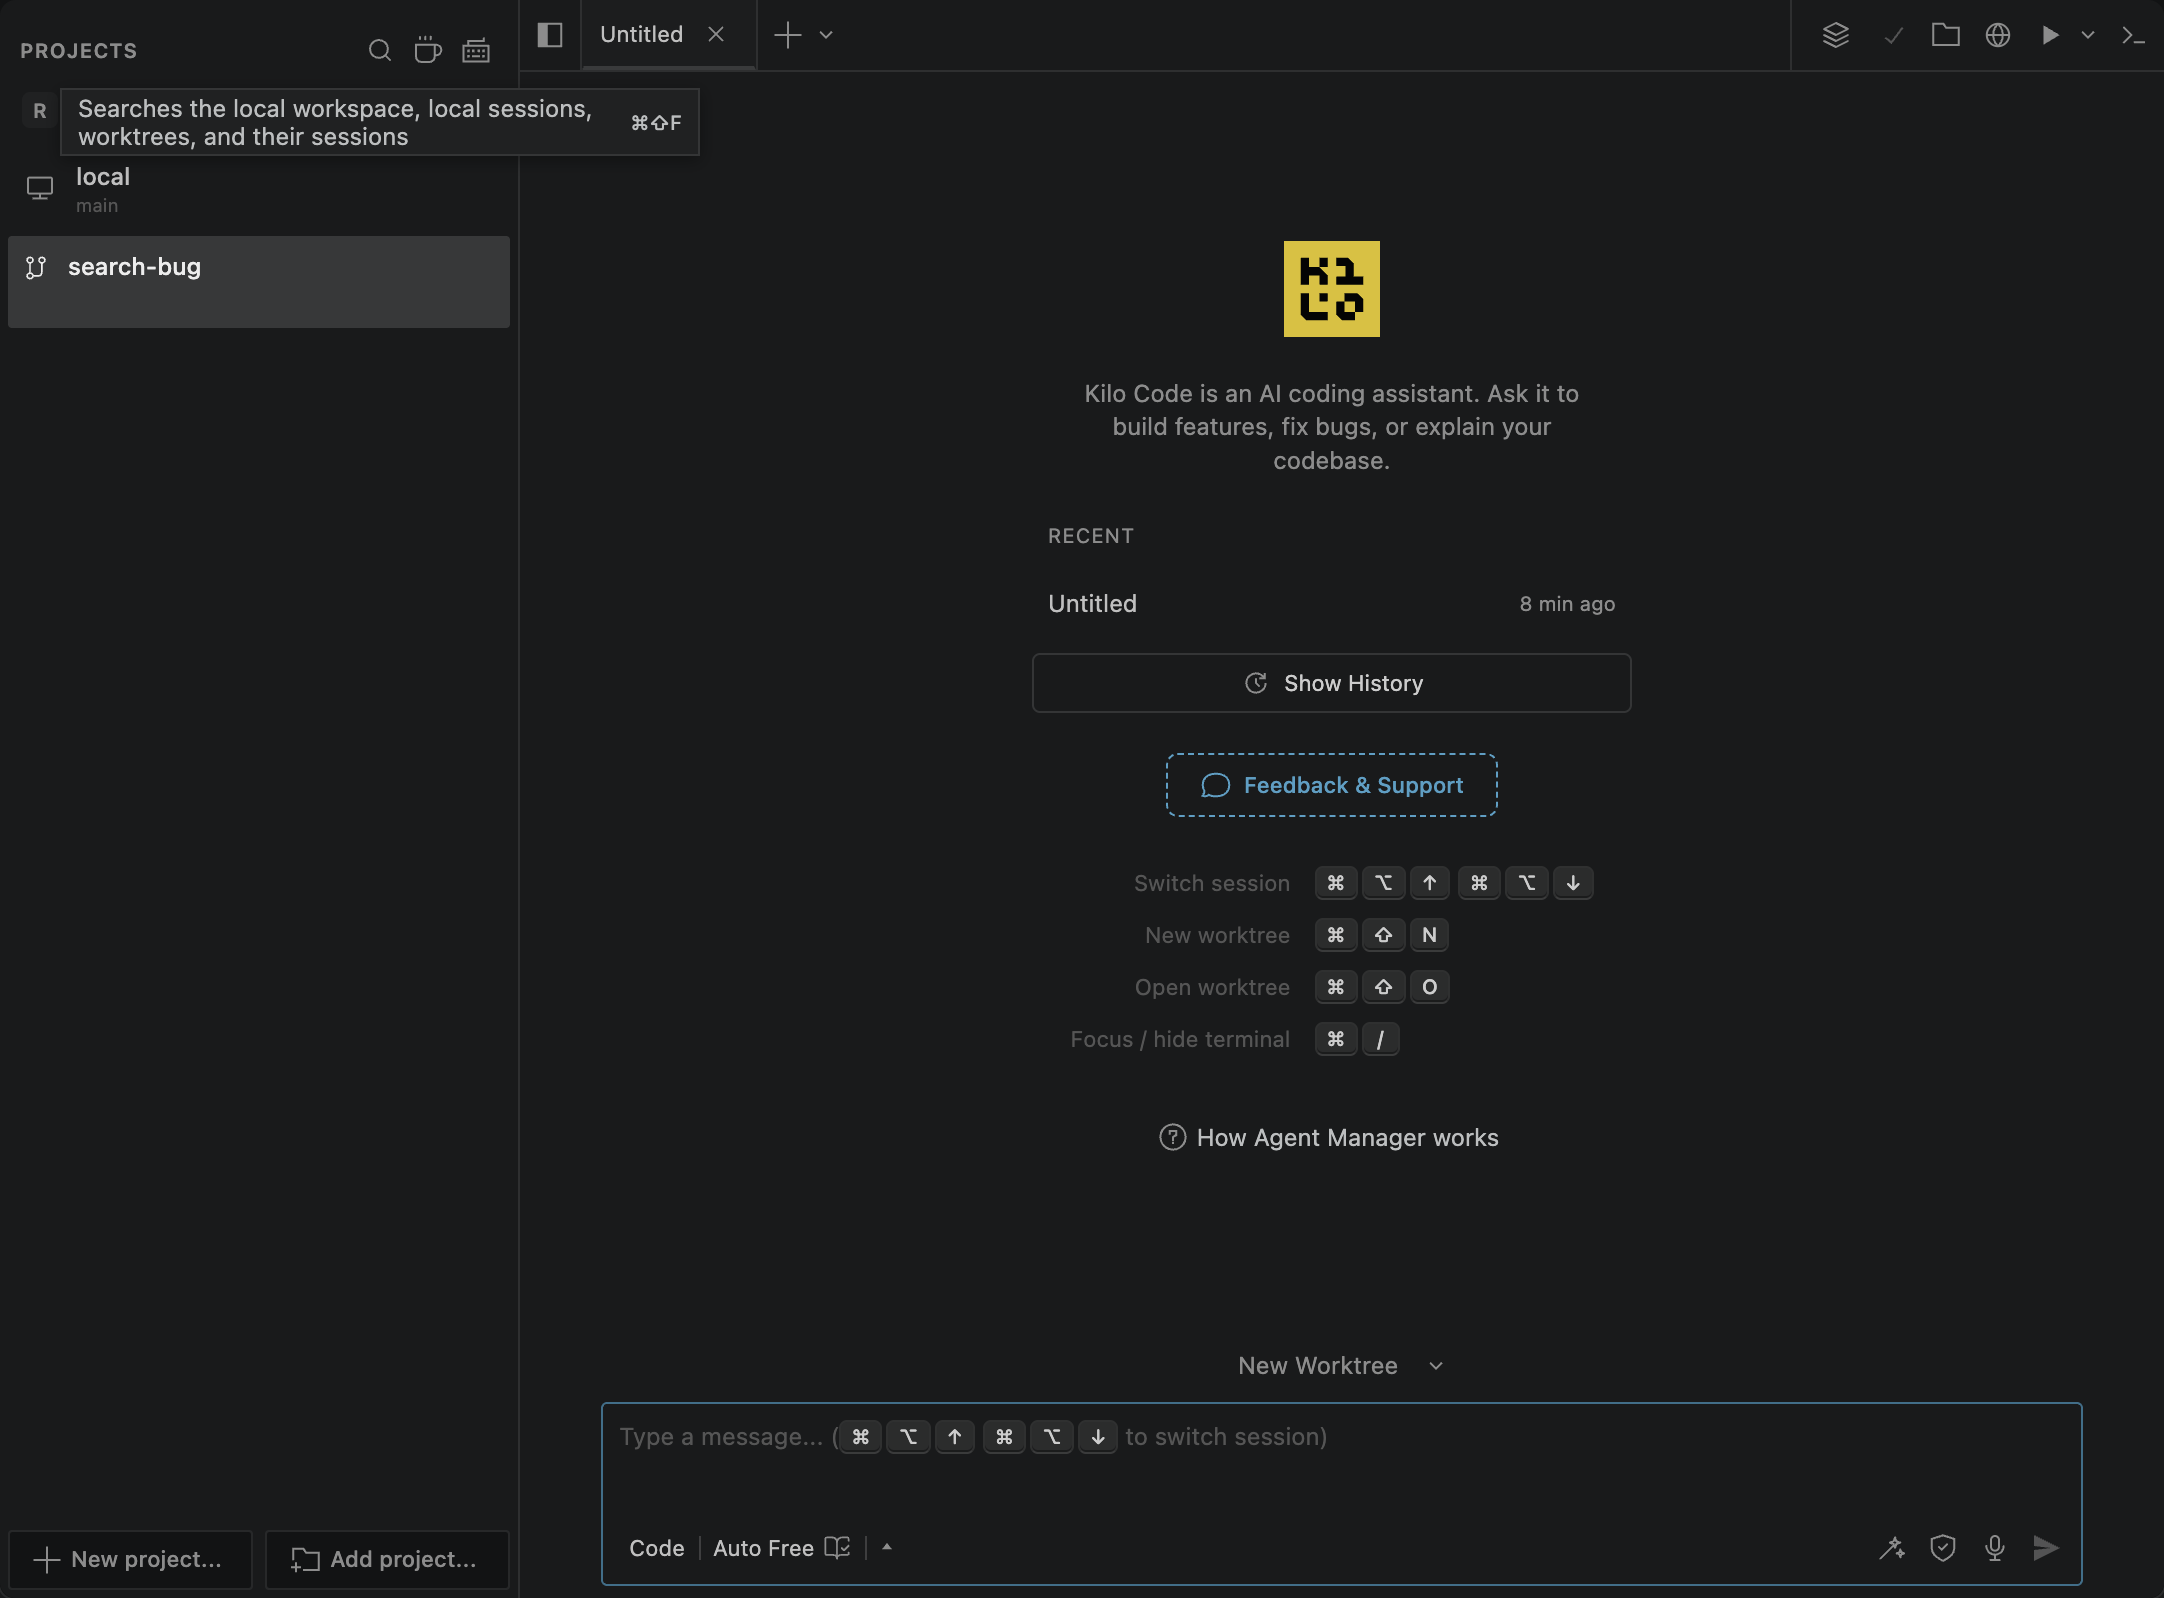 PROJECTS
Untitled
R
Searches the local workspace, local sessions,
worktrees, and their sessions
⌘⇧F
local
main
search-bug
Kilo
Kilo Code is an AI coding assistant. Ask it to
build features, fix bugs, or explain your
codebase.
RECENT
Untitled
8 min ago
Show History
Feedback & Support
Switch session ⌘ ⌥ ↑ ⌘ ⌥ ↓
New worktree ⌘ ⇧ N
Open worktree ⌘ ⇧ O
Focus / hide terminal ⌘ /
? How Agent Manager works
New Worktree
Type a message... (⌘ ⌥ ↑ ⌘ ⌥ ↓ to switch session)
Code
Auto Free
New project...
Add project...